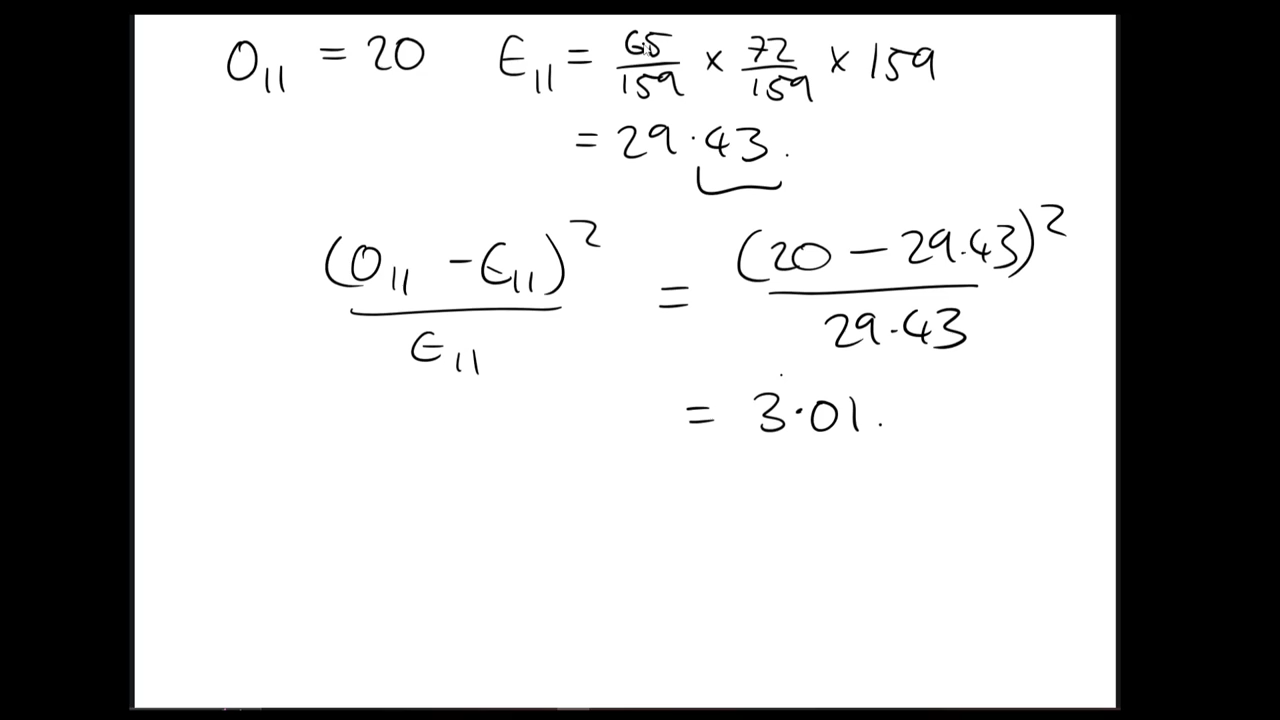 O₁₁ = 20 E₁₁ = 65/159 × 72/159 × 159
= 29.43.
(O₁₁ - E₁₁)²/E₁₁ = (20 - 29.43)²/29.43
= 3.01.